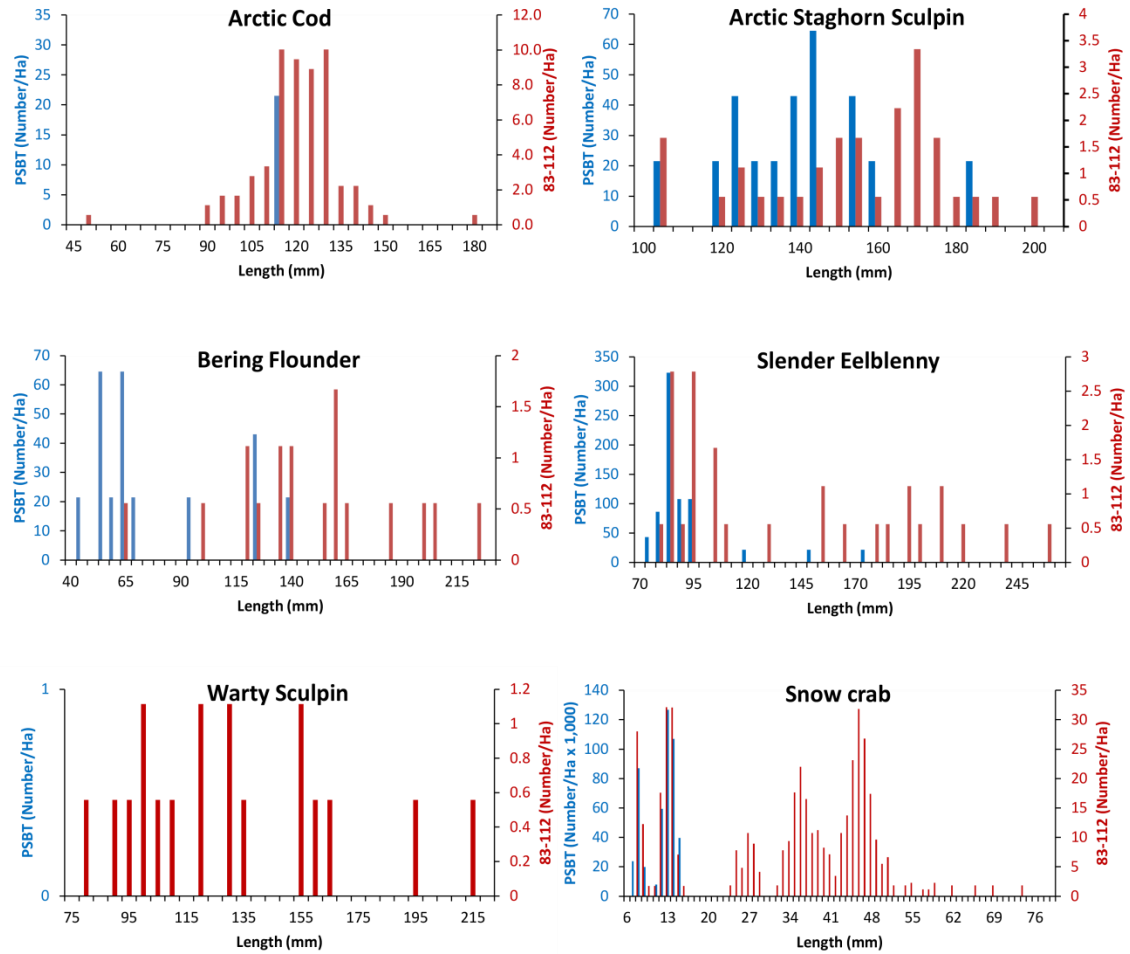 Arctic Cod
PSBT (Number/Ha)
35
30
25
20
15
10
5
0
12.0
10.0
8.0
6.0
4.0
2.0
0.0
83-112 (Number/Ha)
45 60 75 90 105 120 135 150 165 180
Length (mm)
Arctic Staghorn Sculpin
PSBT (Number/Ha)
70
60
50
40
30
20
10
0
4
3.5
3
2.5
2
1.5
1
0.5
0
83-112 (Number/Ha)
100 120 140 160 180 200
Length (mm)
Bering Flounder
PSBT (Number/Ha)
70
60
50
40
30
20
10
0
2
1.5
1
0.5
0
83-112 (Number/Ha)
40 65 90 115 140 165 190 215
Length (mm)
Slender Eelblenny
PSBT (Number/Ha)
350
300
250
200
150
100
50
0
3
2.5
2
1.5
1
0.5
0
83-112 (Number/Ha)
70 95 120 145 170 195 220 245
Length (mm)
Warty Sculpin
PSBT (Number/Ha)
1
0
1.2
1
0.8
0.6
0.4
0.2
0
83-112 (Number/Ha)
75 95 115 135 155 175 195 215
Length (mm)
Snow crab
PSBT (Number/Ha x 1,000)
140
120
100
80
60
40
20
0
35
30
25
20
15
10
5
0
83-112 (Number/Ha)
6 13 20 27 34 41 48 55 62 69 76
Length (mm)